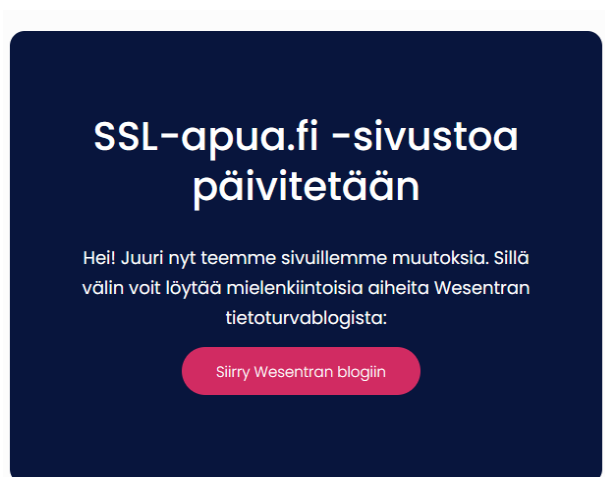 SSL-apua.fi -sivustoa
päivitetään
Hei! Juuri nyt teemme sivuillemme muutoksia. Sillä
välin voit löytää mielenkiintoisia aiheita Wesentran
tietoturvablogista:
Siirry Wesentran blogiin